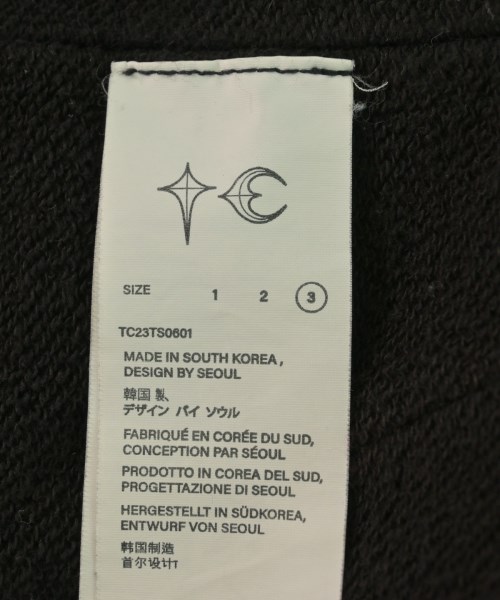 SIZE 1 2 3
TC23TS0601
MADE IN SOUTH KOREA,
DESIGN BY SEOUL
韓国 製、
デザイン バイ ソウル
FABRIQUÉ EN CORÉE DU SUD,
CONCEPTION PAR SÉOUL
PRODOTTO IN COREA DEL SUD,
PROGETTAZIONE DI SEOUL
HERGESTELLT IN SÜDKOREA,
ENTWURF VON SEOUL
韩国制造
首尔设计T